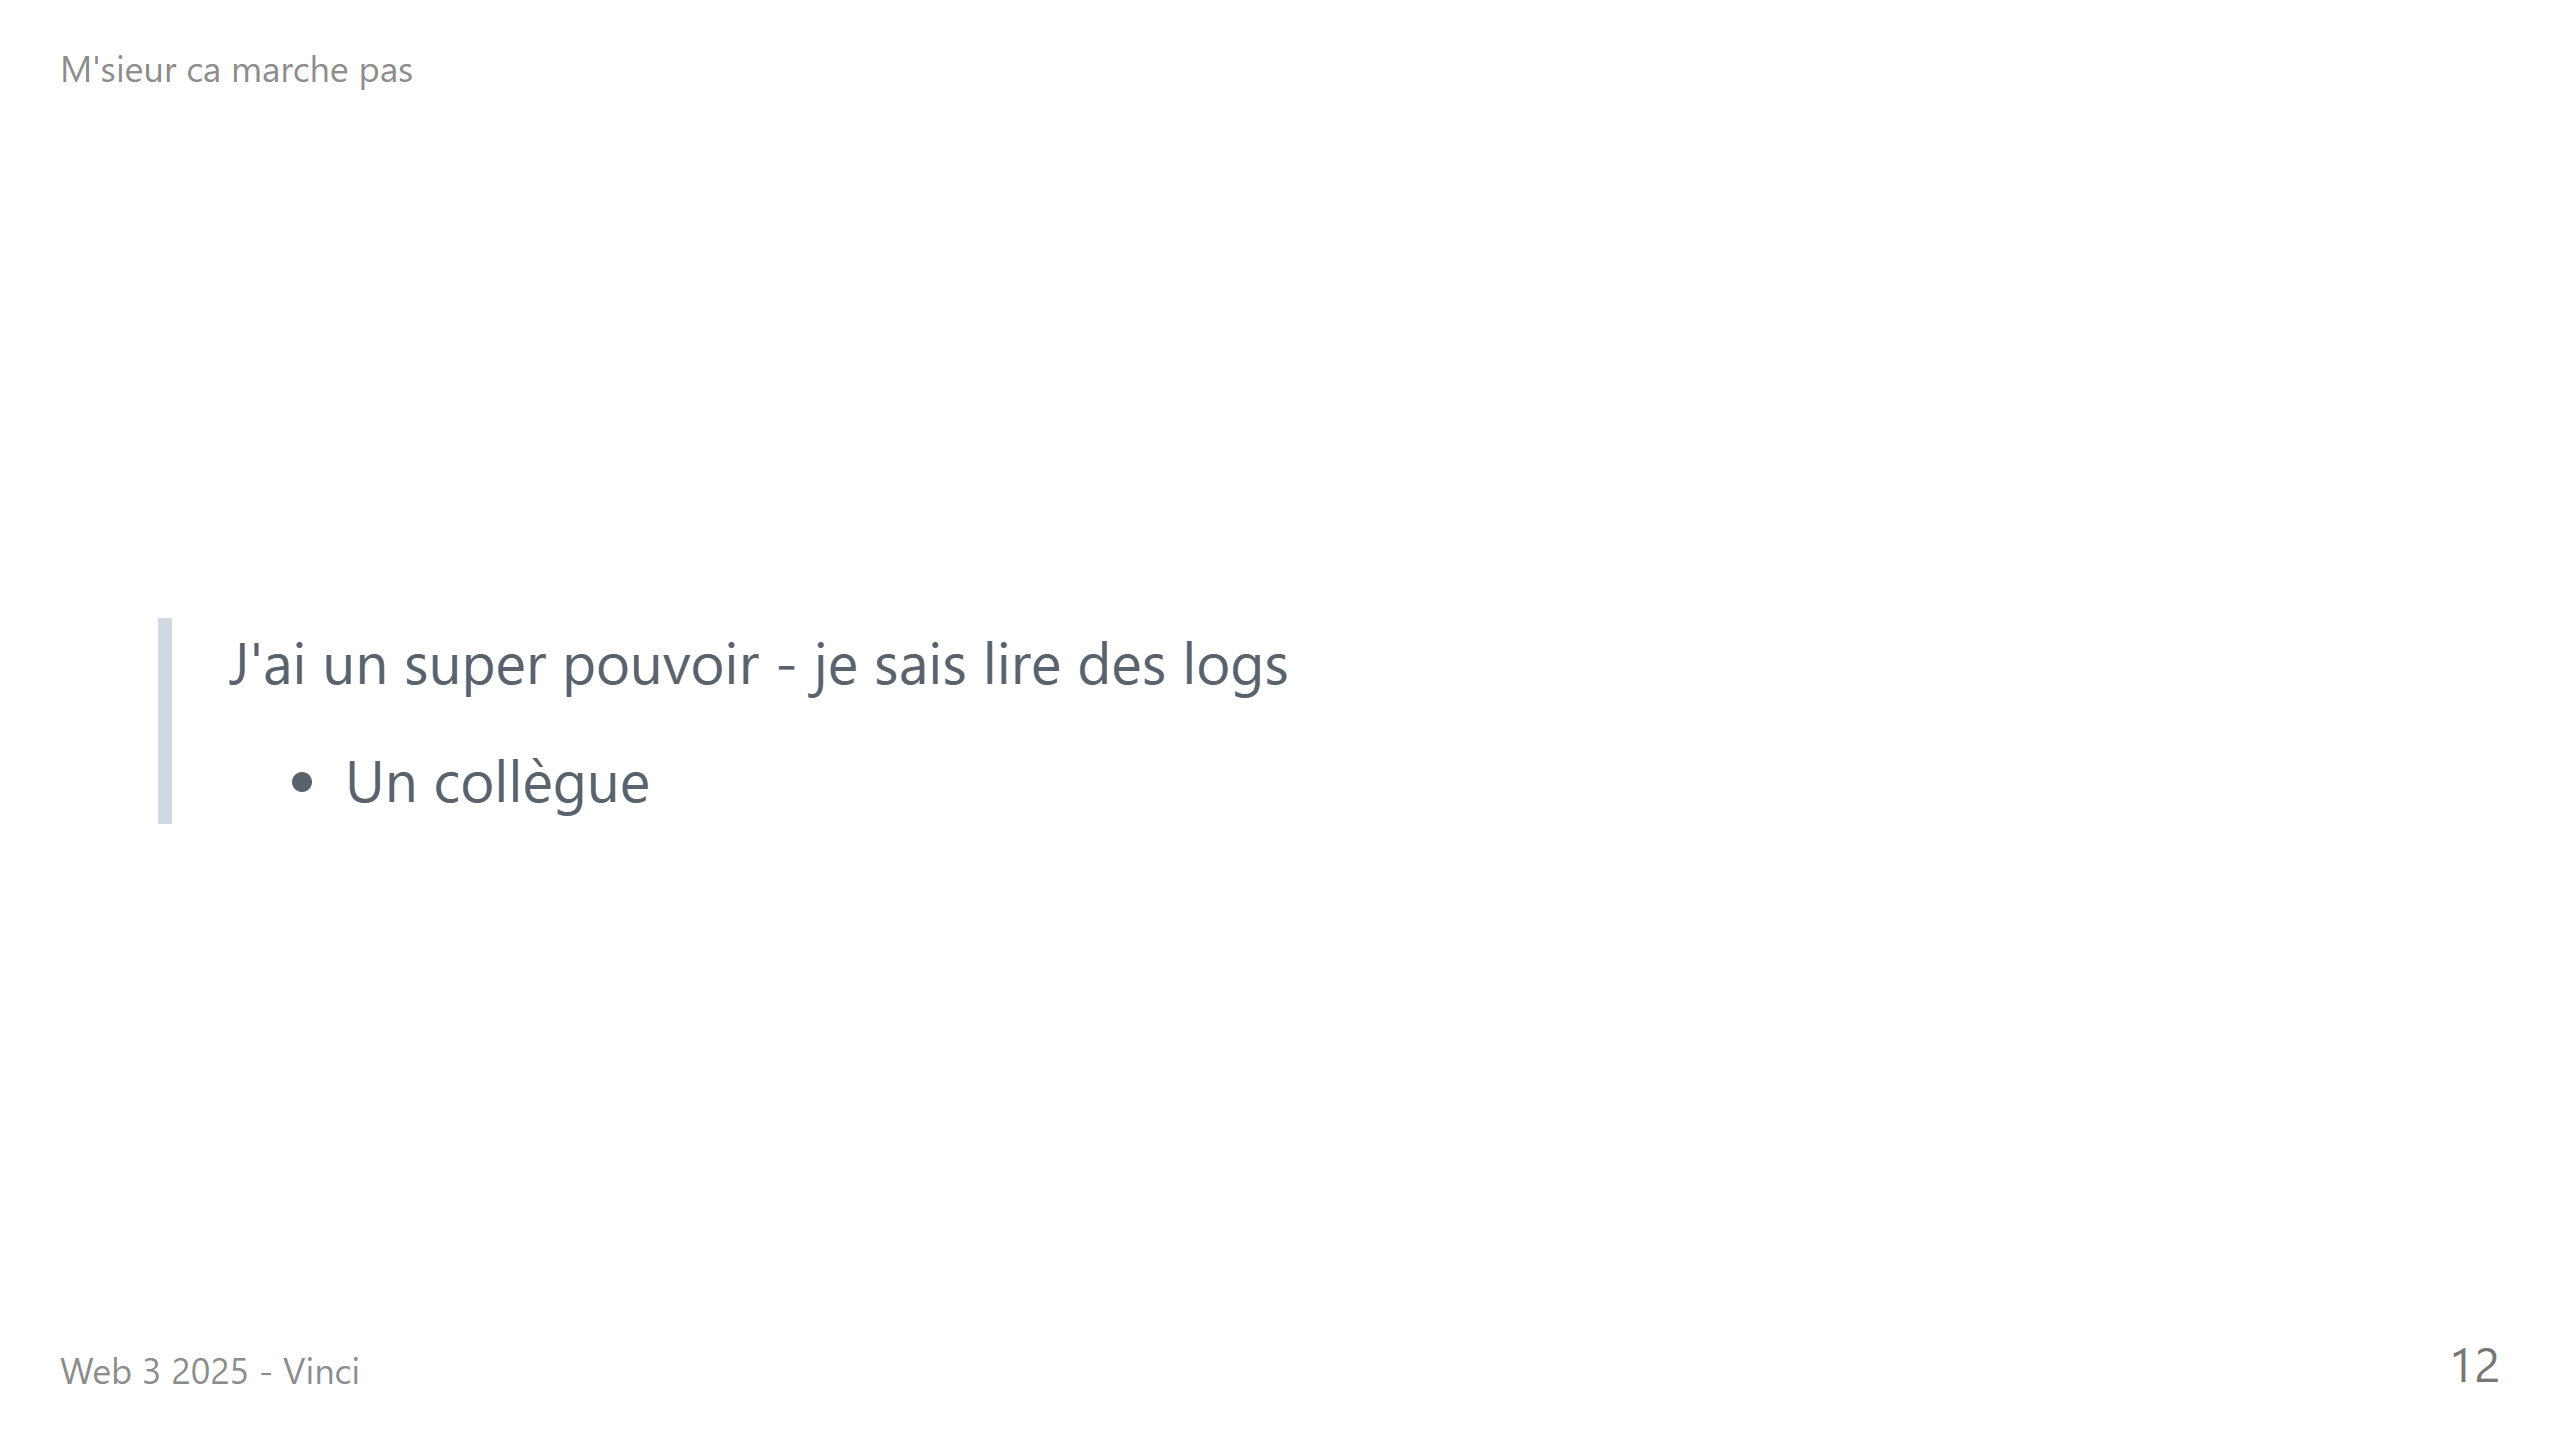 M'sieur ca marche pas
J'ai un super pouvoir - je sais lire des logs
• Un collègue
Web 3 2025 - Vinci
12